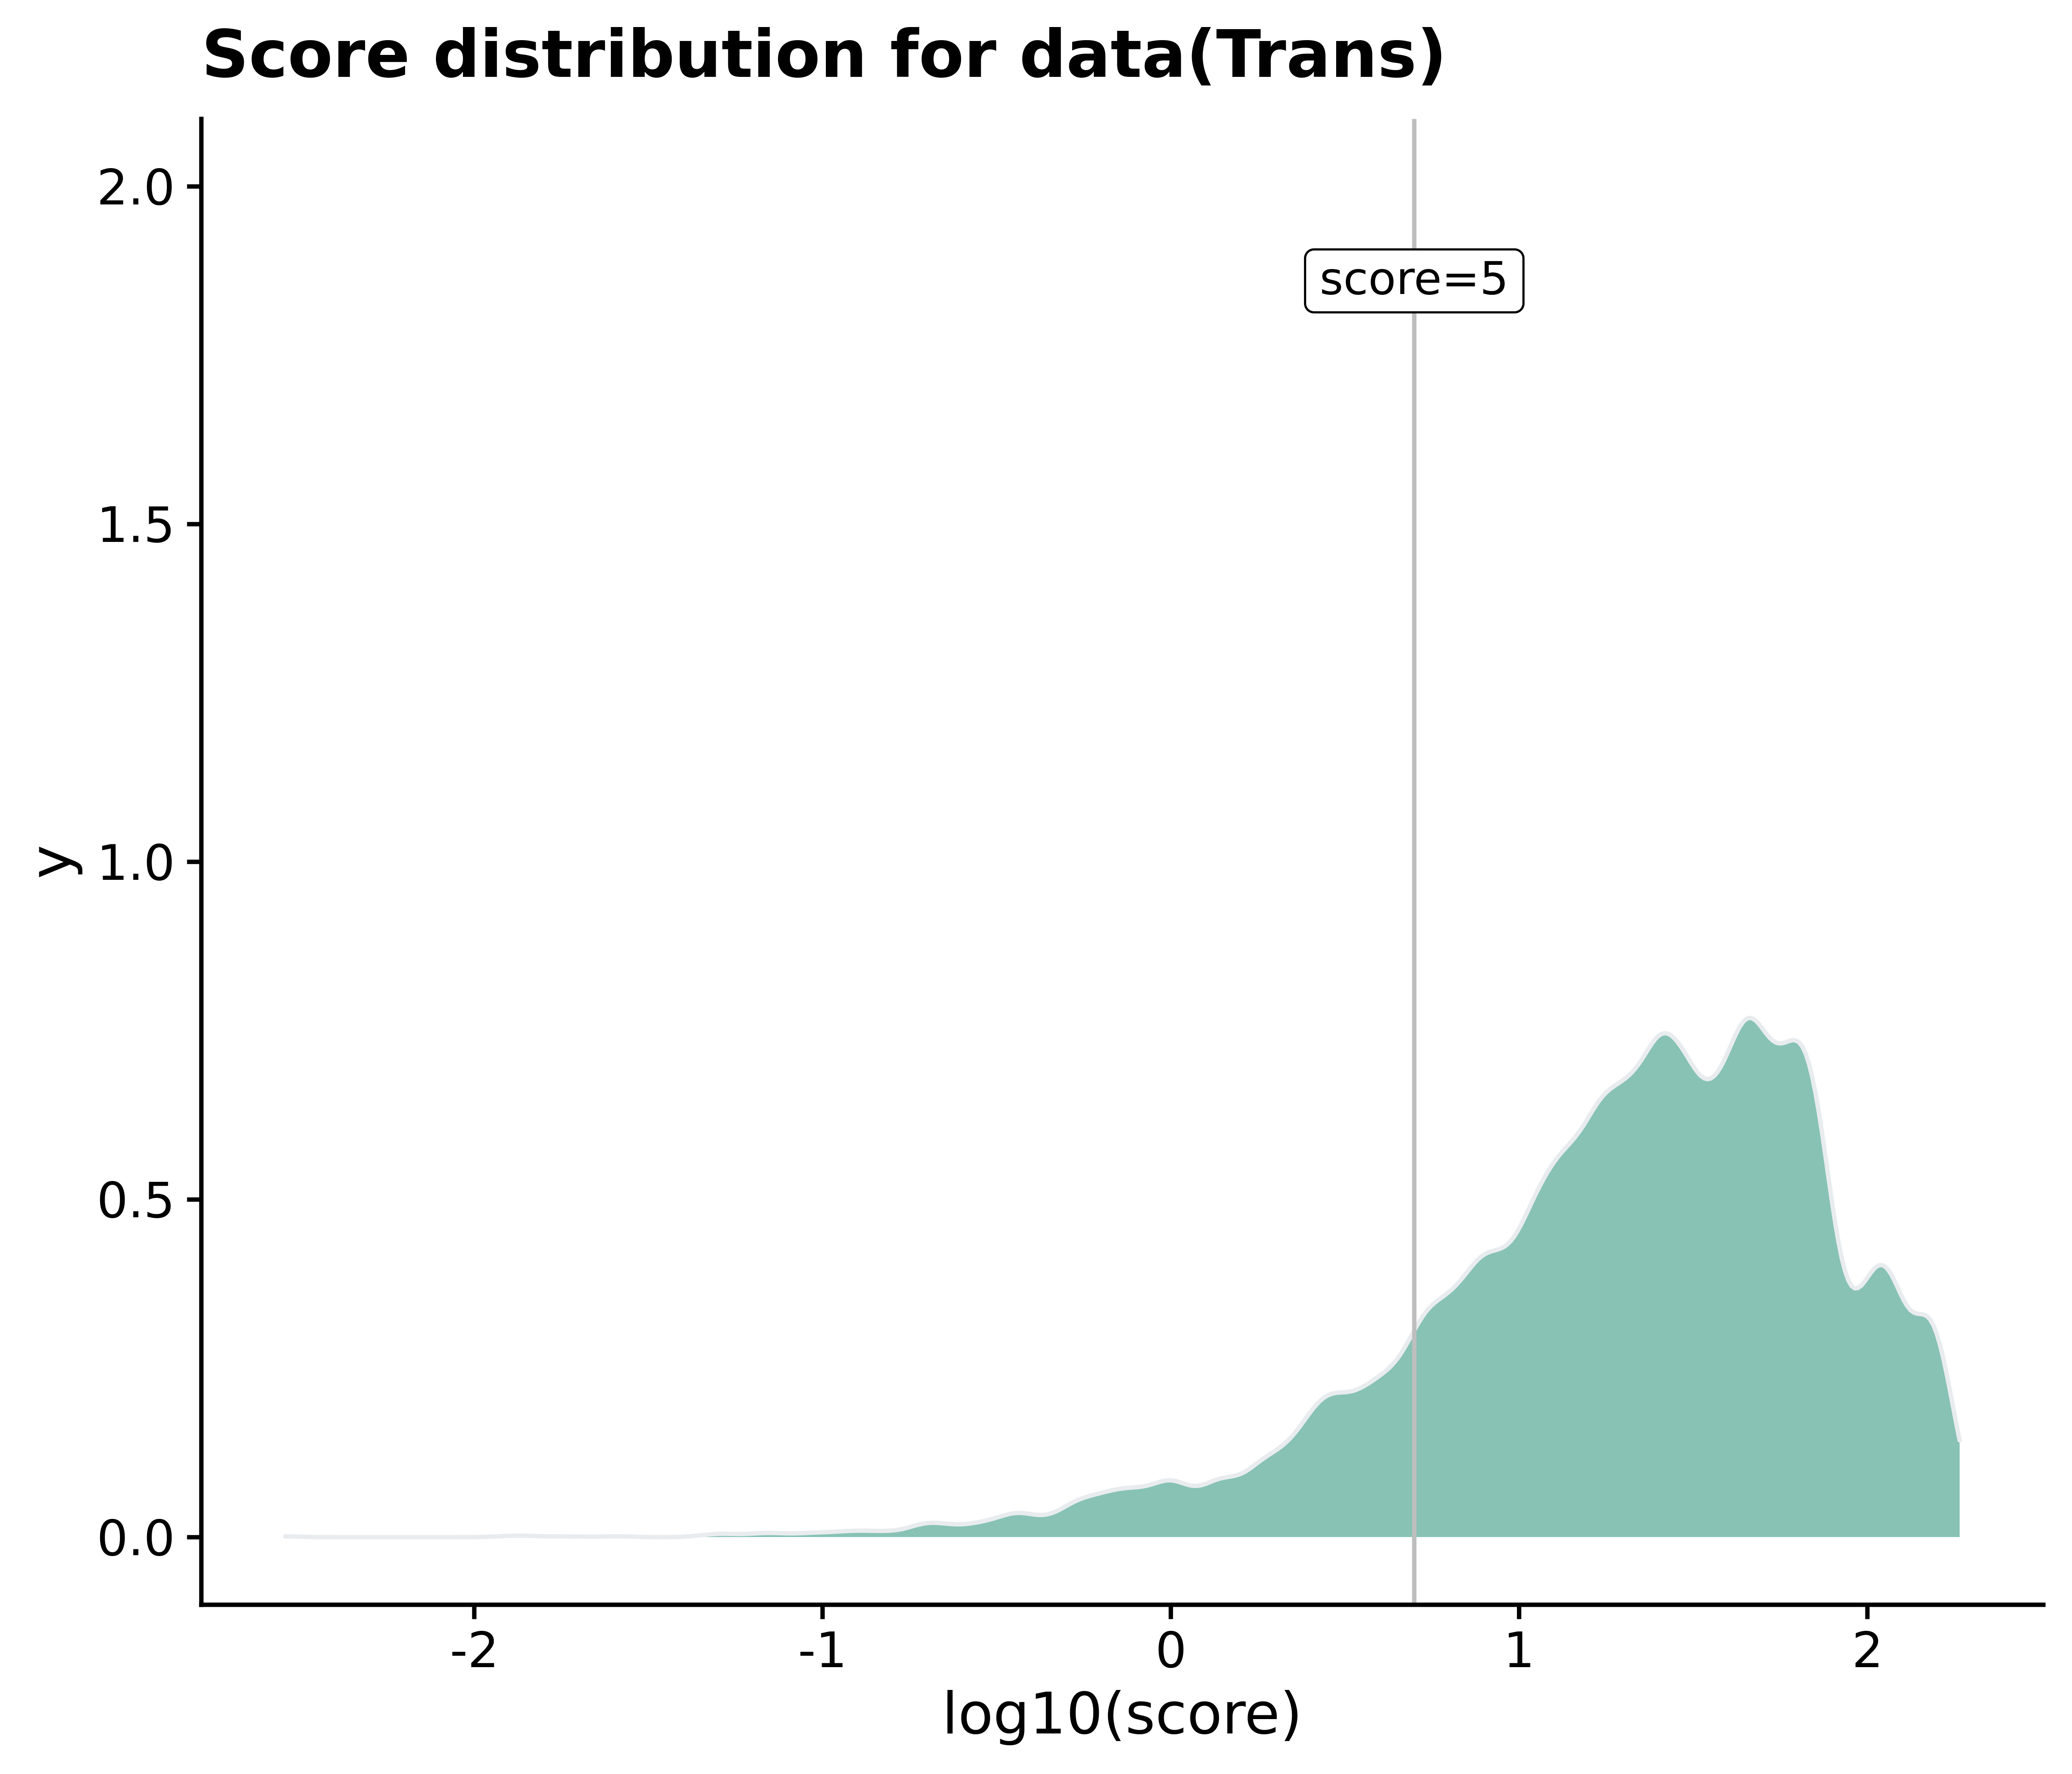 Score distribution for data(Trans)
2.0
score=5
1.5
y
1.0
0.5
0.0
-2 -1 0 1 2
log10(score)